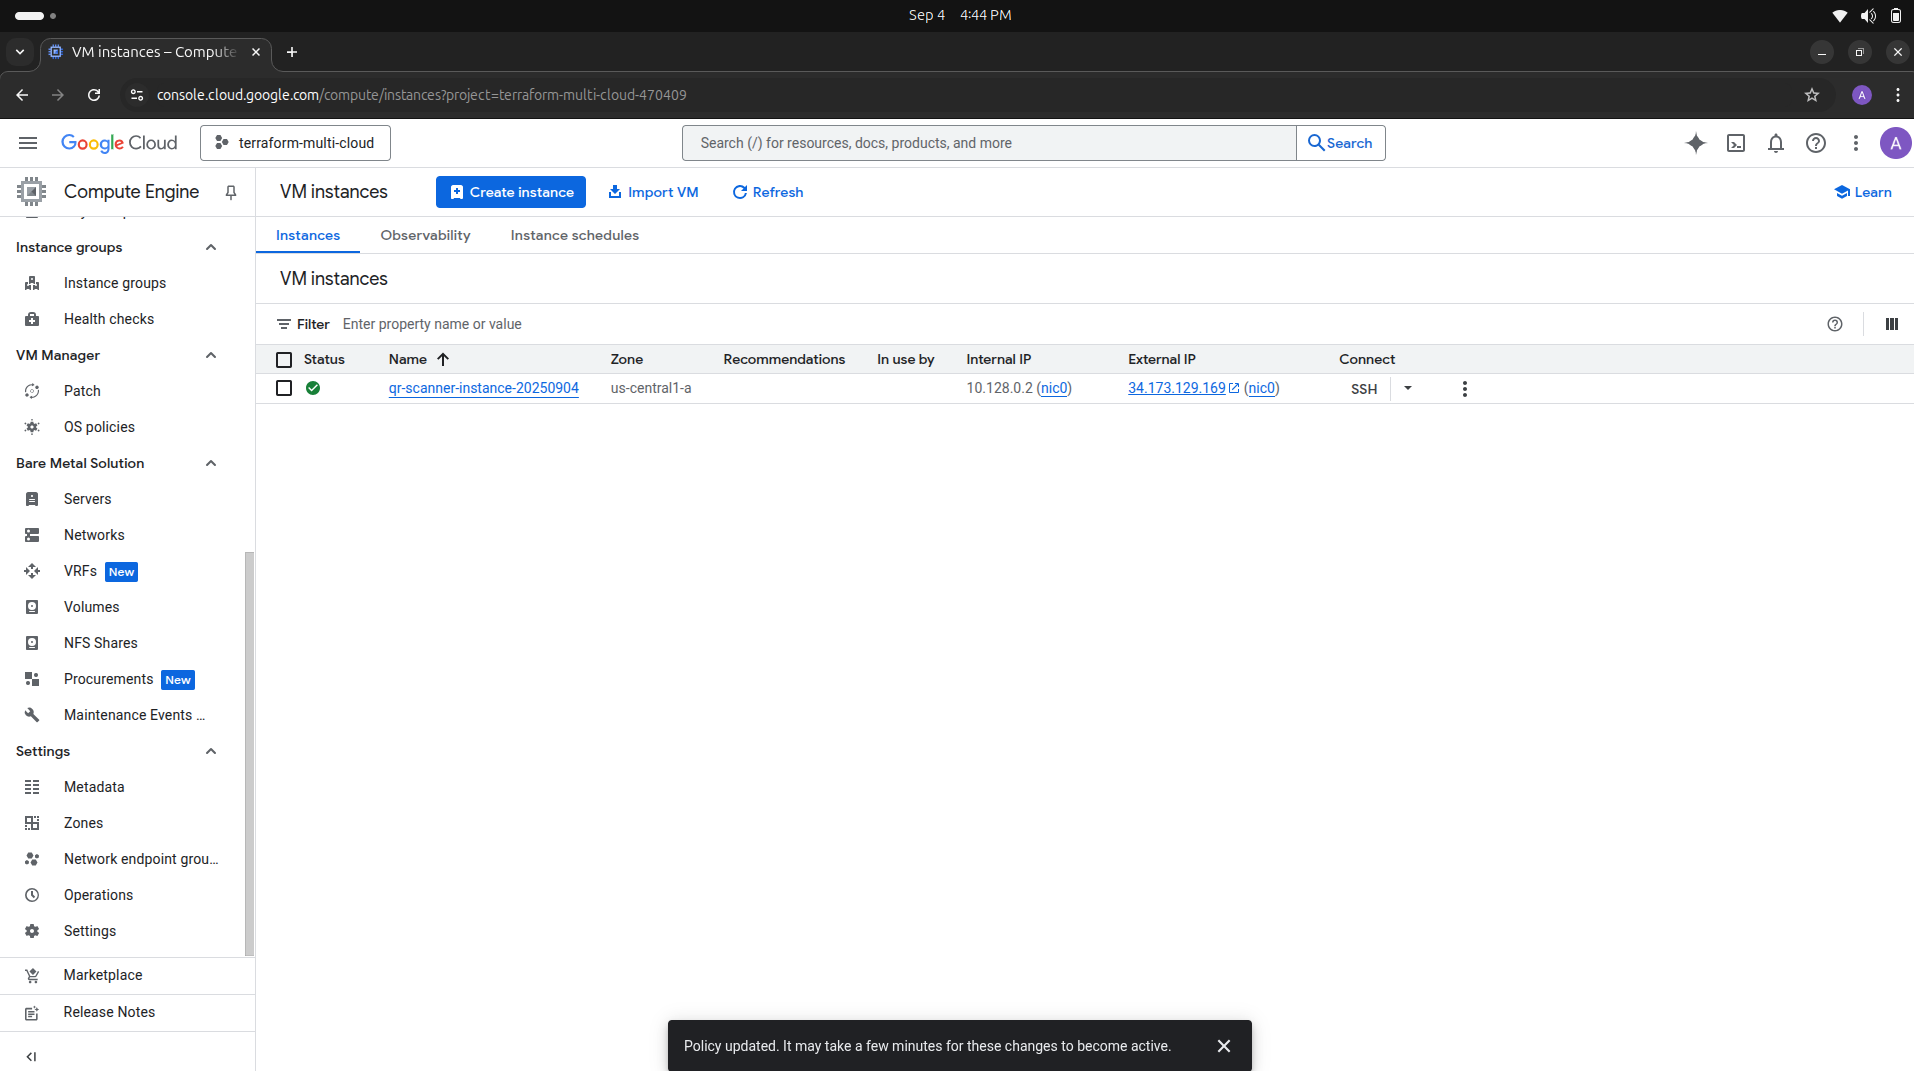 Sep 4 4:44 PM
VM instances – Compute
console.cloud.google.com/compute/instances?project=terraform-multi-cloud-470409
A
Google Cloud
terraform-multi-cloud
Search (/) for resources, docs, products, and more
Search
A
Compute Engine
VM instances
Create instance
Import VM
Refresh
Learn
Instances
Observability
Instance schedules
VM instances
Filter Enter property name or value
Status Name Zone Recommendations In use by Internal IP External IP Connect
qr-scanner-instance-20250904 us-central1-a 10.128.0.2 (nic0) 34.173.129.169 (nic0) SSH
Instance groups
Instance groups
Health checks
VM Manager
Patch
OS policies
Bare Metal Solution
Servers
Networks
VRFs New
Volumes
NFS Shares
Procurements New
Maintenance Events ...
Settings
Metadata
Zones
Network endpoint grou...
Operations
Settings
Marketplace
Release Notes
Policy updated. It may take a few minutes for these changes to become active.